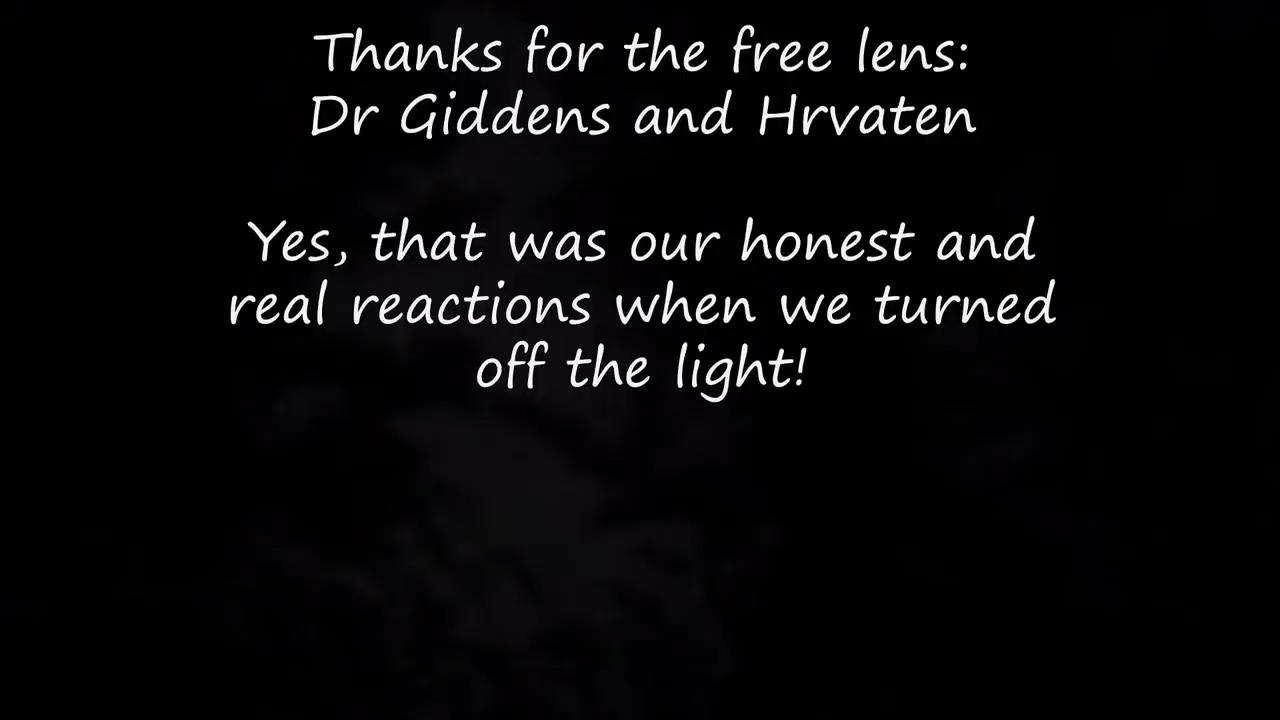 Thanks for the free lens:
Dr Giddens and Hrvaten
Yes, that was our honest and
real reactions when we turned
off the light!